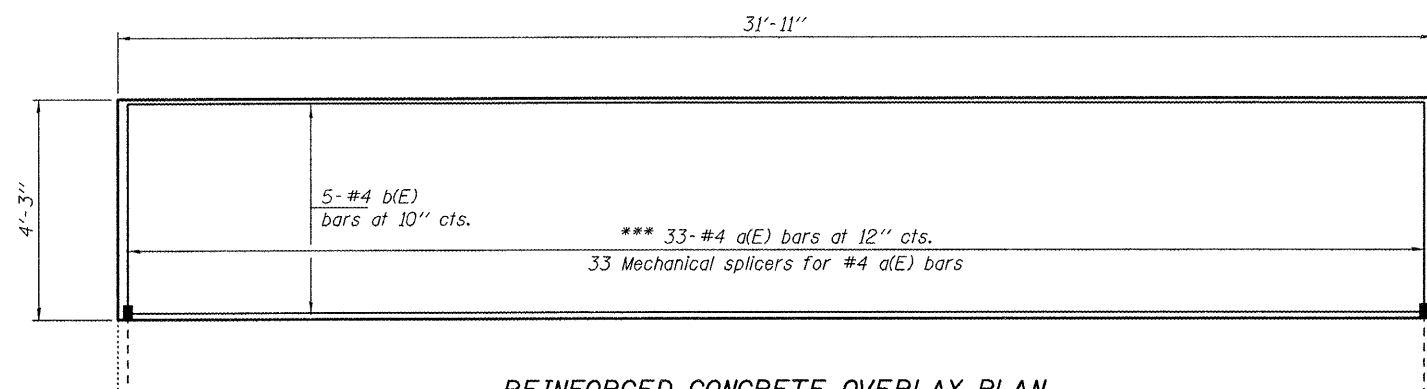 31'-11"
4'-3"
5-#4 b(E)
bars at 10" cts.
*** 33-#4 a(E) bars at 12" cts.
33 Mechanical splicers for #4 a(E) bars
REINFORCED CONCRETE OVERLAY PLAN